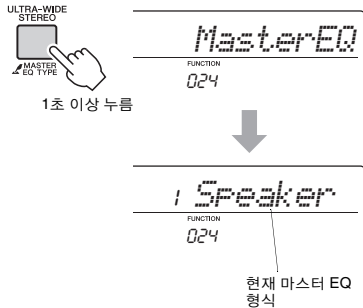 ULTRA-WIDE
STEREO
MASTER
EQ TYPE
1초 이상 누름
MasterEQ
FUNCTION
024
1 Speaker
FUNCTION
024
현재 마스터 EQ
형식